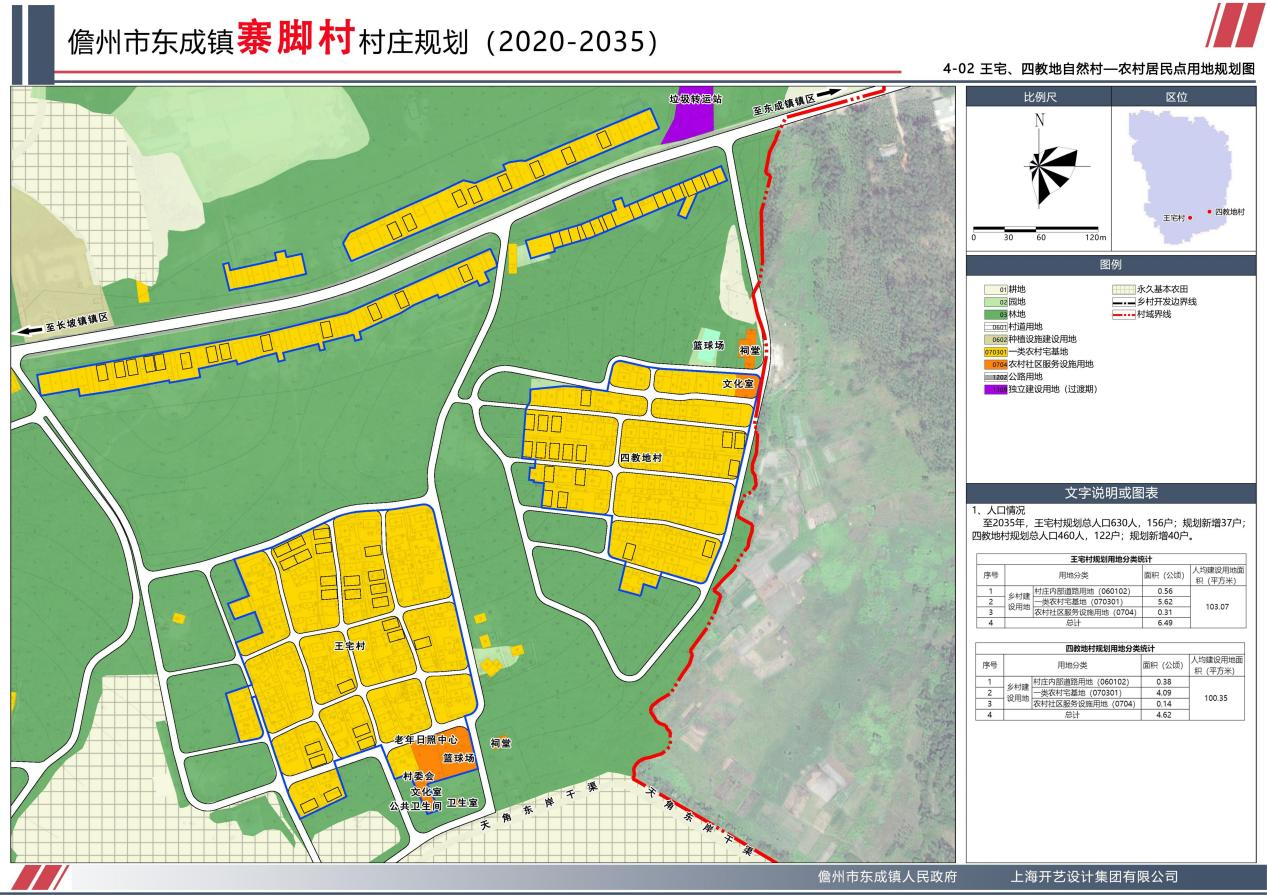 儋州市东成镇寨脚村村庄规划（2020-2035）
4-02 王宅、四教地自然村—农村居民点用地规划图
垃圾转运站
至东成镇镇区
至长坡镇镇区
篮球场
祠堂
文化室
四教地村
王宅村
老年日照中心
祠堂
篮球场
村委会
文化室
公共卫生间
卫生室
天角东岸干渠
天角东岸干渠
比例尺
N
0 30 60 120m
区位
王宅村
四教地村
图例
01 耕地
02 园地
03 林地
0601 村道用地
0602 种植设施建设用地
070301 一类农村宅基地
0704 农村社区服务设施用地
1202 公路用地
独立建设用地（过渡期）
永久基本农田
乡村开发边界线
村域界线
文字说明或图表
1、人口情况
至2035年，王宅村规划总人口630人，156户；规划新增37户；
四教地村规划总人口460人，122户；规划新增40户。
王宅村规划用地分类统计
序号 用地分类 面积（公顷） 人均建设用地面积（平方米）
1 乡村建设用地 村庄内部道路用地（060102） 0.56 103.07
2 一类农村宅基地（070301） 5.62
3 农村社区服务设施用地（0704） 0.31
4 总计 6.49
四教地村规划用地分类统计
序号 用地分类 面积（公顷） 人均建设用地面积（平方米）
1 乡村建设用地 村庄内部道路用地（060102） 0.38 100.35
2 一类农村宅基地（070301） 4.09
3 农村社区服务设施用地（0704） 0.14
4 总计 4.62
儋州市东成镇人民政府
上海开艺设计集团有限公司